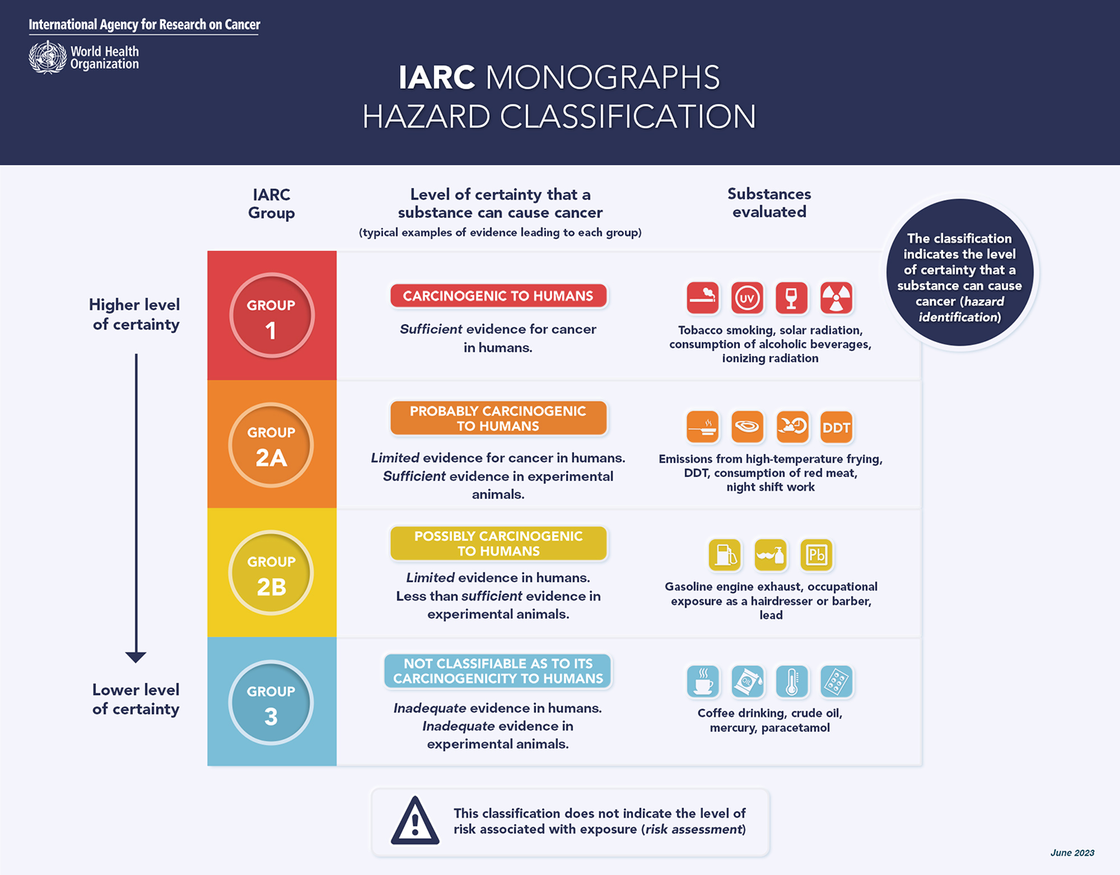 International Agency for Research on Cancer
World Health
Organization
IARC MONOGRAPHS
HAZARD CLASSIFICATION
IARC
Group
Level of certainty that a
substance can cause cancer
(typical examples of evidence leading to each group)
Substances
evaluated
The classification
indicates the level
of certainty that a
substance can cause
cancer (hazard
identification)
Higher level
of certainty
GROUP
1
CARCINOGENIC TO HUMANS
Sufficient evidence for cancer
in humans.
UV
Tobacco smoking, solar radiation,
consumption of alcoholic beverages,
ionizing radiation
GROUP
2A
PROBABLY CARCINOGENIC
TO HUMANS
Limited evidence for cancer in humans.
Sufficient evidence in experimental
animals.
DDT
Emissions from high-temperature frying,
DDT, consumption of red meat,
night shift work
GROUP
2B
POSSIBLY CARCINOGENIC
TO HUMANS
Limited evidence in humans.
Less than sufficient evidence in
experimental animals.
Pb
Gasoline engine exhaust, occupational
exposure as a hairdresser or barber,
lead
Lower level
of certainty
GROUP
3
NOT CLASSIFIABLE AS TO ITS
CARCINOGENICITY TO HUMANS
Inadequate evidence in humans.
Inadequate evidence in
experimental animals.
Coffee drinking, crude oil,
mercury, paracetamol
This classification does not indicate the level of
risk associated with exposure (risk assessment)
June 2023